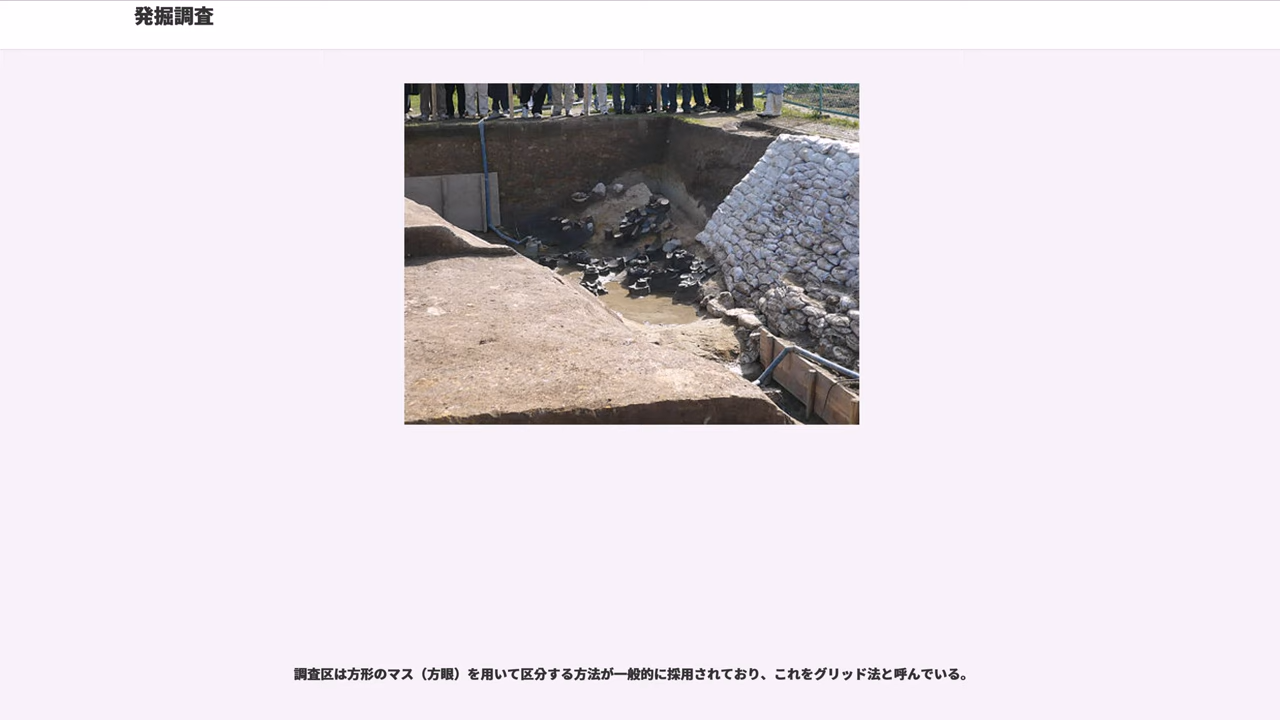 発掘調査
調査区は方形のマス（方眼）を用いて区分する方法が一般的に採用されており、これをグリッド法と呼んでいる。